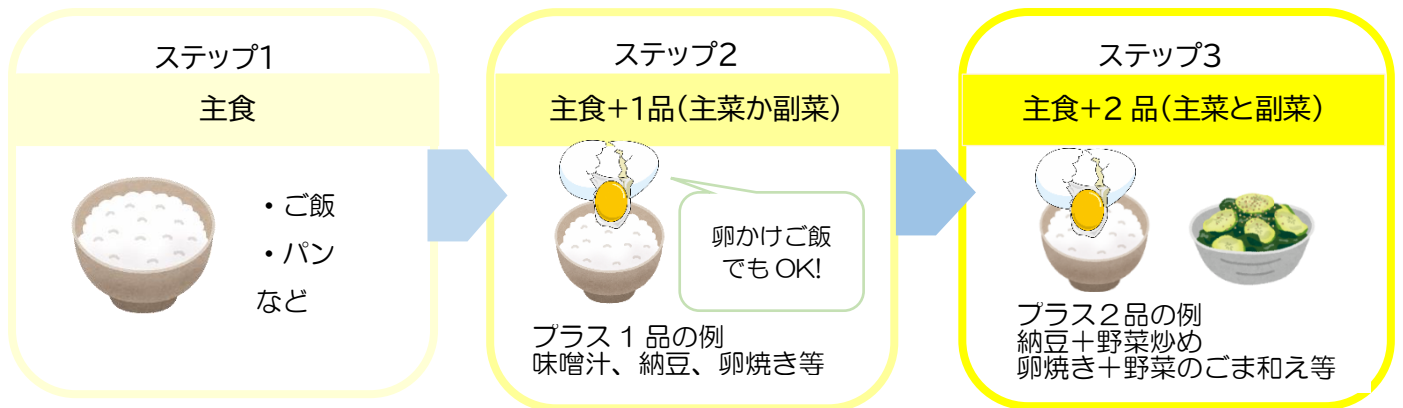 ステップ1
主食
・ご飯
・パン
など
ステップ2
主食+1品(主菜か副菜)
卵かけご飯
でもOK!
プラス1品の例
味噌汁、納豆、卵焼き等
ステップ3
主食+2品(主菜と副菜)
プラス2品の例
納豆+野菜炒め
卵焼き+野菜のごま和え等